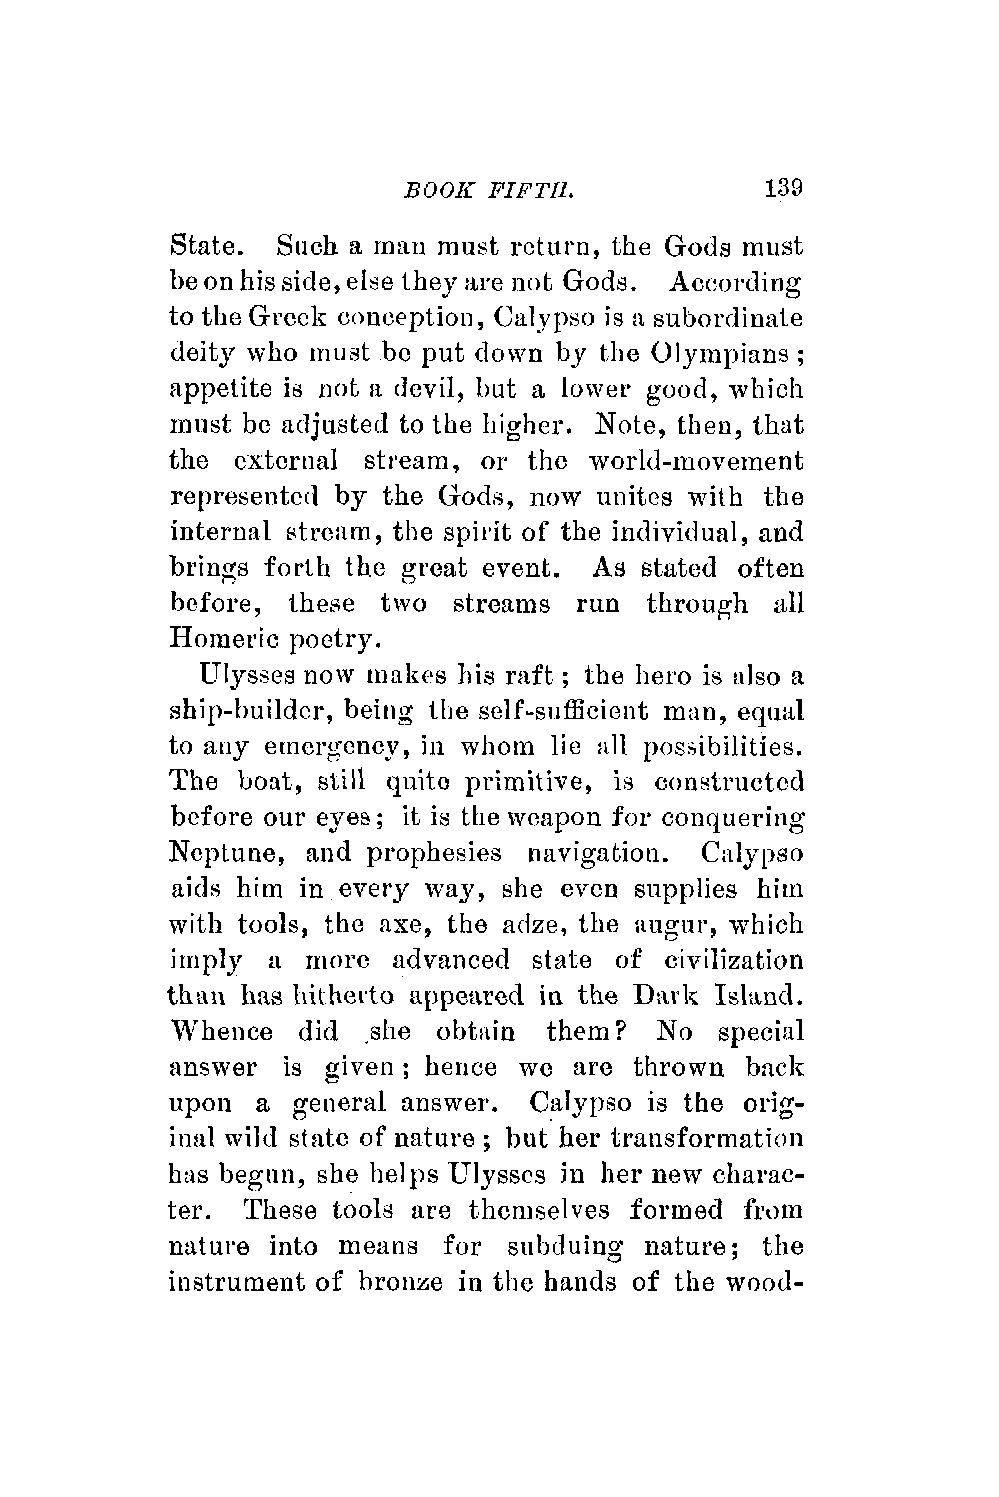 BOOK FIFTH. 139
State. Such a man must return, the Gods must
be on his side, else they are not Gods. According
to the Greek conception, Calypso is a subordinate
deity who must be put down by the Olympians ;
appetite is not a devil, but a lower good, which
must be adjusted to the higher. Note, then, that
the external stream, or the world-movement
represented by the Gods, now unites with the
internal stream, the spirit of the individual, and
brings forth the great event. As stated often
before, these two streams run through all
Homeric poetry.
Ulysses now makes his raft ; the hero is also a
ship-builder, being the self-sufficient man, equal
to any emergency, in whom lie all possibilities.
The boat, still quite primitive, is constructed
before our eyes ; it is the weapon for conquering
Neptune, and prophesies navigation. Calypso
aids him in every way, she even supplies him
with tools, the axe, the adze, the augur, which
imply a more advanced state of civilization
than has hitherto appeared in the Dark Island.
Whence did she obtain them? No special
answer is given ; hence we are thrown back
upon a general answer. Calypso is the orig-
inal wild state of nature ; but her transformation
has begun, she helps Ulysses in her new charac-
ter. These tools are themselves formed from
nature into means for subduing nature ; the
instrument of bronze in the hands of the wood-